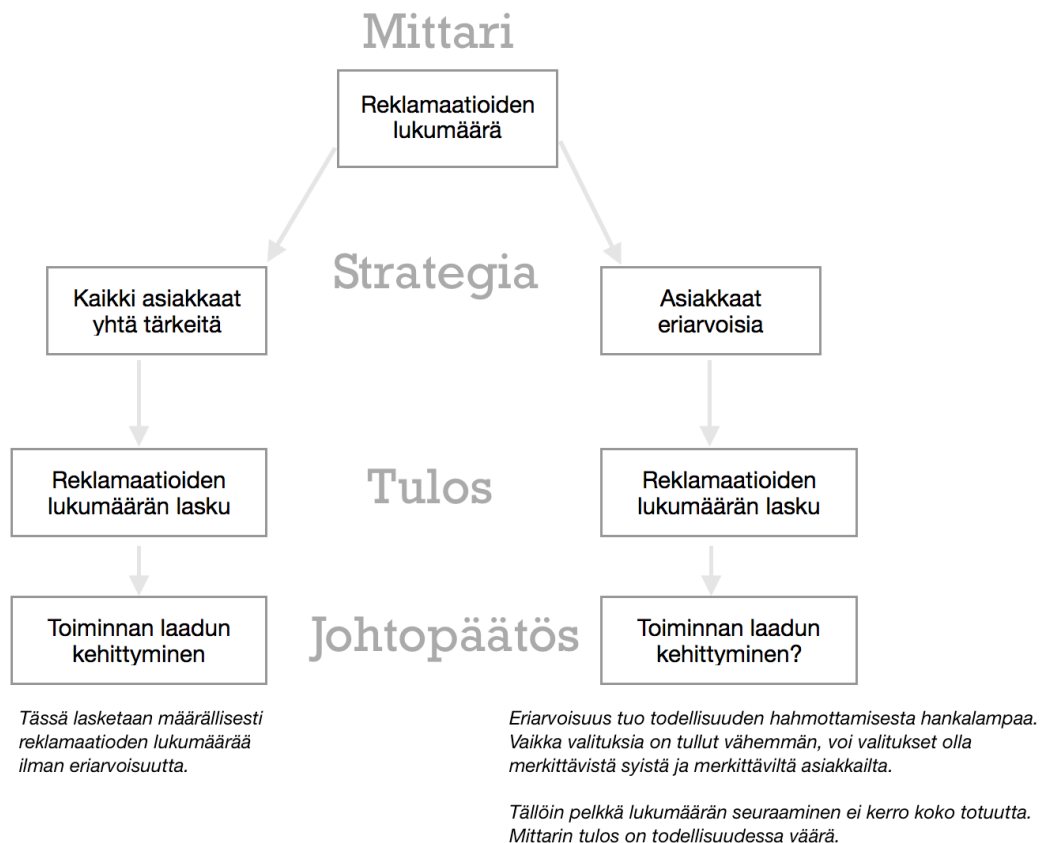 Mittari
Reklamaatioiden
lukumäärä
Strategia
Kaikki asiakkaat
yhtä tärkeitä
Asiakkaat
eriarvoisia
Reklamaatioiden
lukumäärän lasku
Tulos
Reklamaatioiden
lukumäärän lasku
Toiminnan laadun
kehittyminen
Johtopäätös
Toiminnan laadun
kehittyminen?
Tässä lasketaan määrällisesti
reklamaatioden lukumäärää
ilman eriarvoisuutta.
Eriarvoisuus tuo todellisuuden hahmottamisesta hankalampaa.
Vaikka valituksia on tullut vähemmän, voi valitukset olla
merkittävistä syistä ja merkittäviltä asiakkailta.
Tällöin pelkkä lukumäärän seuraaminen ei kerro koko totuutta.
Mittarin tulos on todellisuudessa väärä.